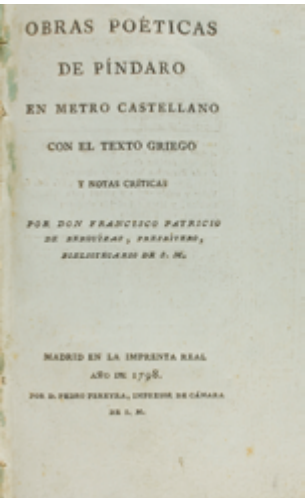 OBRAS POÉTICAS
DE PÍNDARO
EN METRO CASTELLANO
CON EL TEXTO GRIEGO
Y NOTAS CRÍTICAS
POR DON FRANCISCO PATRICIO
DE BERGUIZAS, PRESBÍTERO,
BIBLIOTECARIO DE S. M.
MADRID EN LA IMPRENTA REAL
AÑO DE 1798.
POR D. PEDRO PEREYRA, IMPRESOR DE CÁMARA
DE S. M.